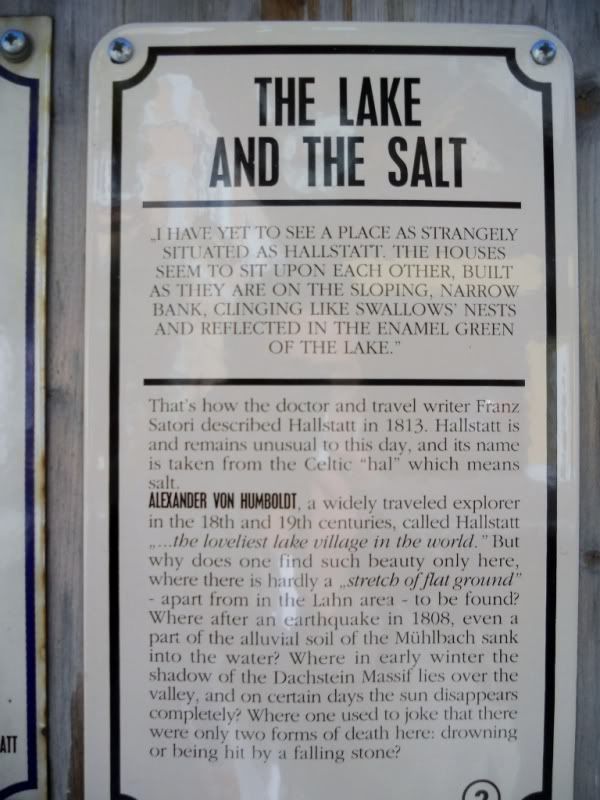 THE LAKE
AND THE SALT
„I HAVE YET TO SEE A PLACE AS STRANGELY
SITUATED AS HALLSTATT. THE HOUSES
SEEM TO SIT UPON EACH OTHER, BUILT
AS THEY ARE ON THE SLOPING, NARROW
BANK, CLINGING LIKE SWALLOWS' NESTS
AND REFLECTED IN THE ENAMEL GREEN
OF THE LAKE.”
That's how the doctor and travel writer Franz
Satori described Hallstatt in 1813. Hallstatt is
and remains unusual to this day, and its name
is taken from the Celtic “hal” which means
salt.
ALEXANDER VON HUMBOLDT, a widely traveled explorer
in the 18th and 19th centuries, called Hallstatt
„...the loveliest lake village in the world.” But
why does one find such beauty only here,
where there is hardly a „stretch of flat ground”
- apart from in the Lahn area - to be found?
Where after an earthquake in 1808, even a
part of the alluvial soil of the Mühlbach sank
into the water? Where in early winter the
shadow of the Dachstein Massif lies over the
valley, and on certain days the sun disappears
completely? Where one used to joke that there
were only two forms of death here: drowning
or being hit by a falling stone?
ATT